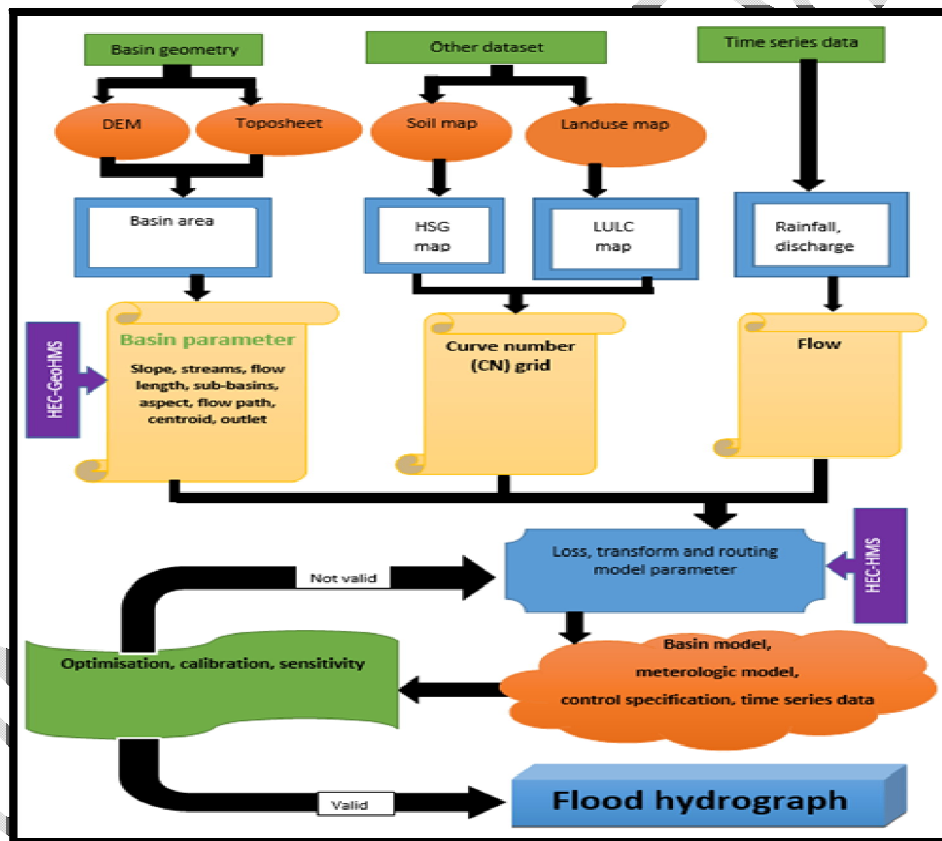 Basin geometry
Other dataset
Time series data
DEM
Toposheet
Soil map
Landuse map
Basin area
HSG
map
LULC
map
Rainfall,
discharge
HEC-GeoHMS
Basin parameter
Slope, streams, flow
length, sub-basins,
aspect, flow path,
centroid, outlet
Curve number
(CN) grid
Flow
Loss, transform and routing
model parameter
HEC-HMS
Not valid
Optimisation, calibration, sensitivity
Basin model,
meterologic model,
control specification, time series data
Valid
Flood hydrograph